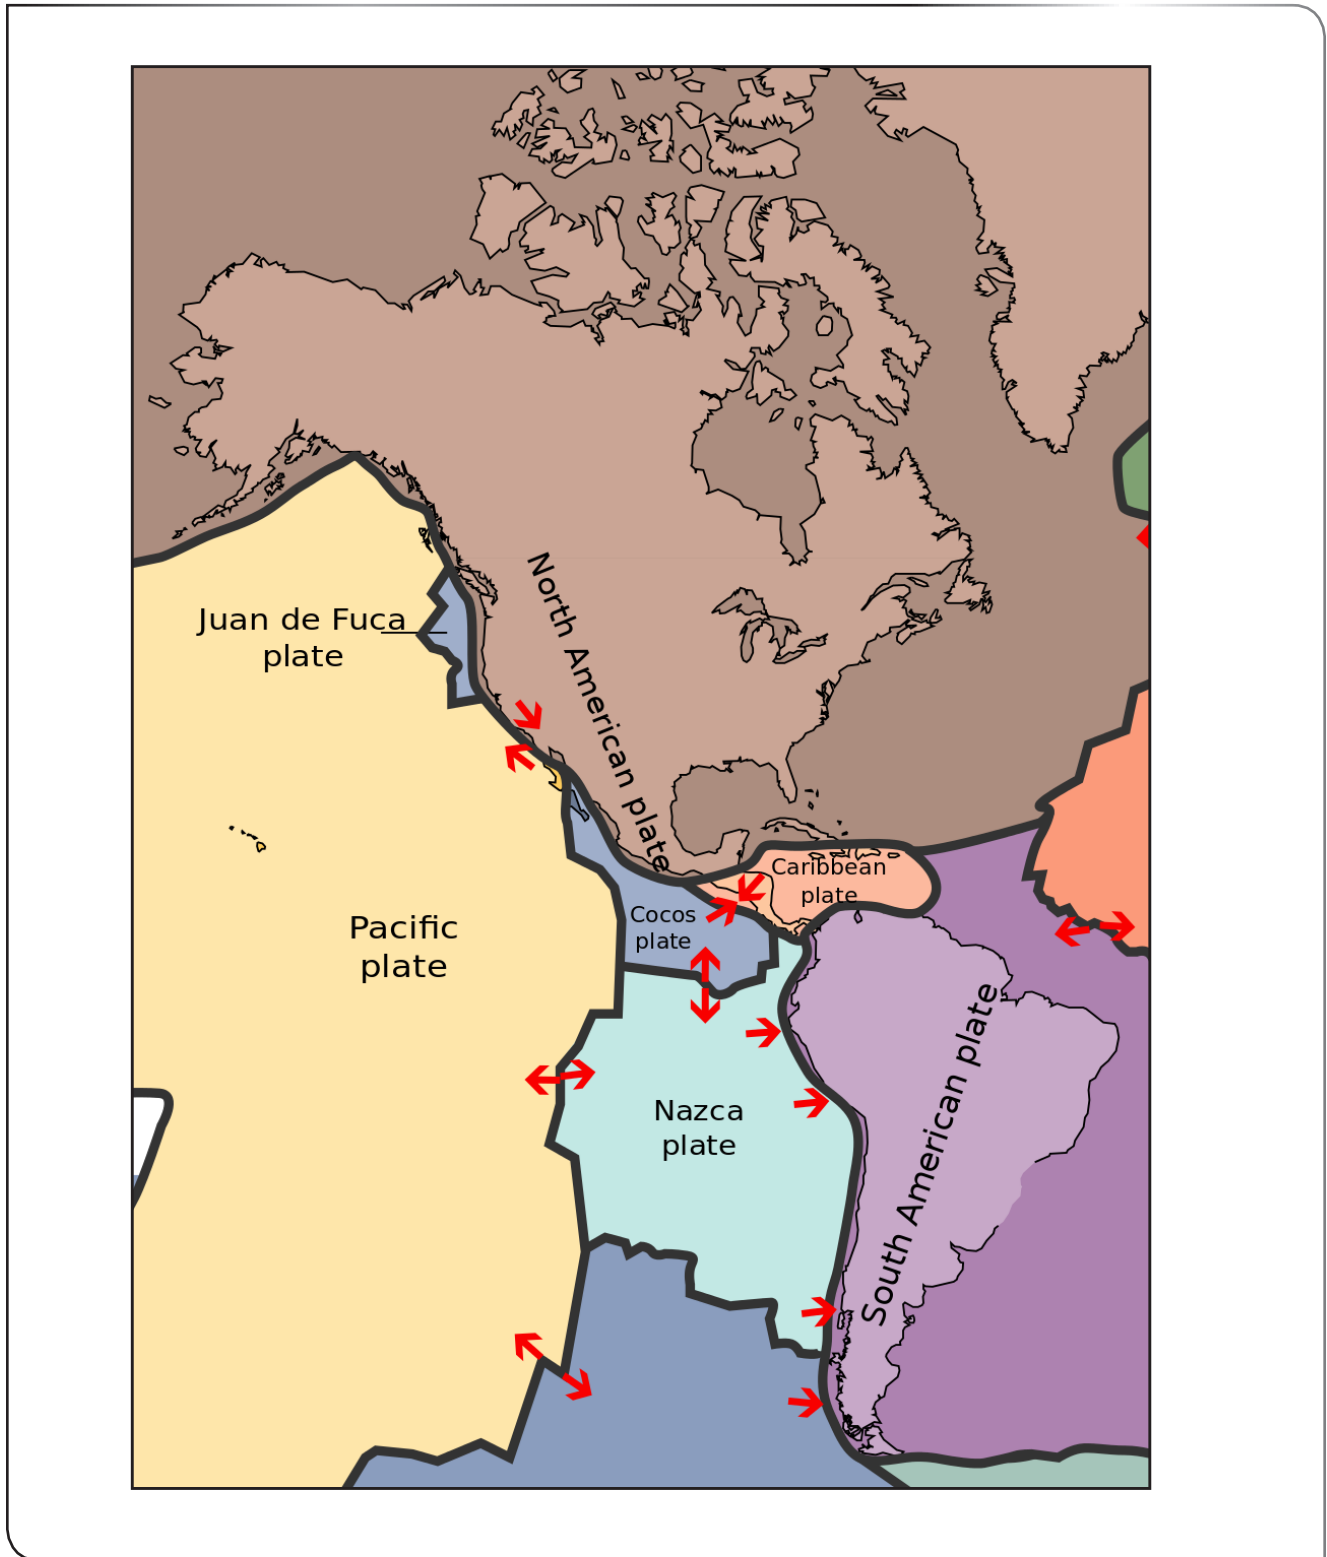 Juan de Fuca
plate
North American plate
Caribbean
plate
Cocos
plate
Pacific
plate
Nazca
plate
South American plate